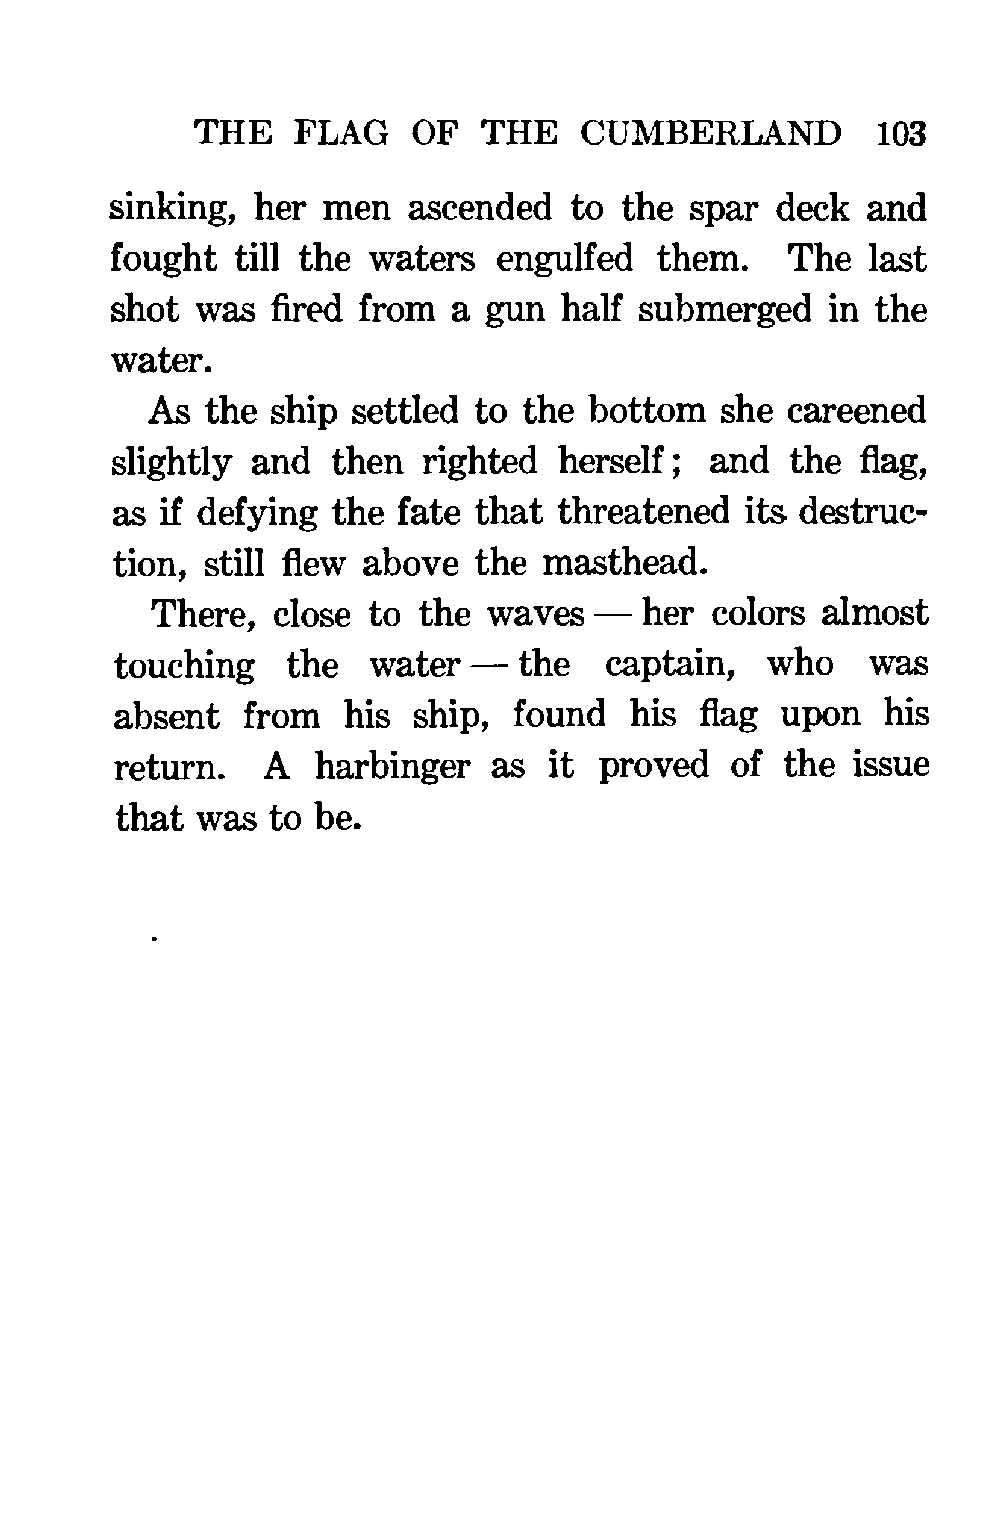 THE FLAG OF THE CUMBERLAND 103
sinking, her men ascended to the spar deck and
fought till the waters engulfed them. The last
shot was fired from a gun half submerged in the
water.
As the ship settled to the bottom she careened
slightly and then righted herself; and the flag,
as if defying the fate that threatened its destruc-
tion, still flew above the masthead.
There, close to the waves — her colors almost
touching the water — the captain, who was
absent from his ship, found his flag upon his
return. A harbinger as it proved of the issue
that was to be.